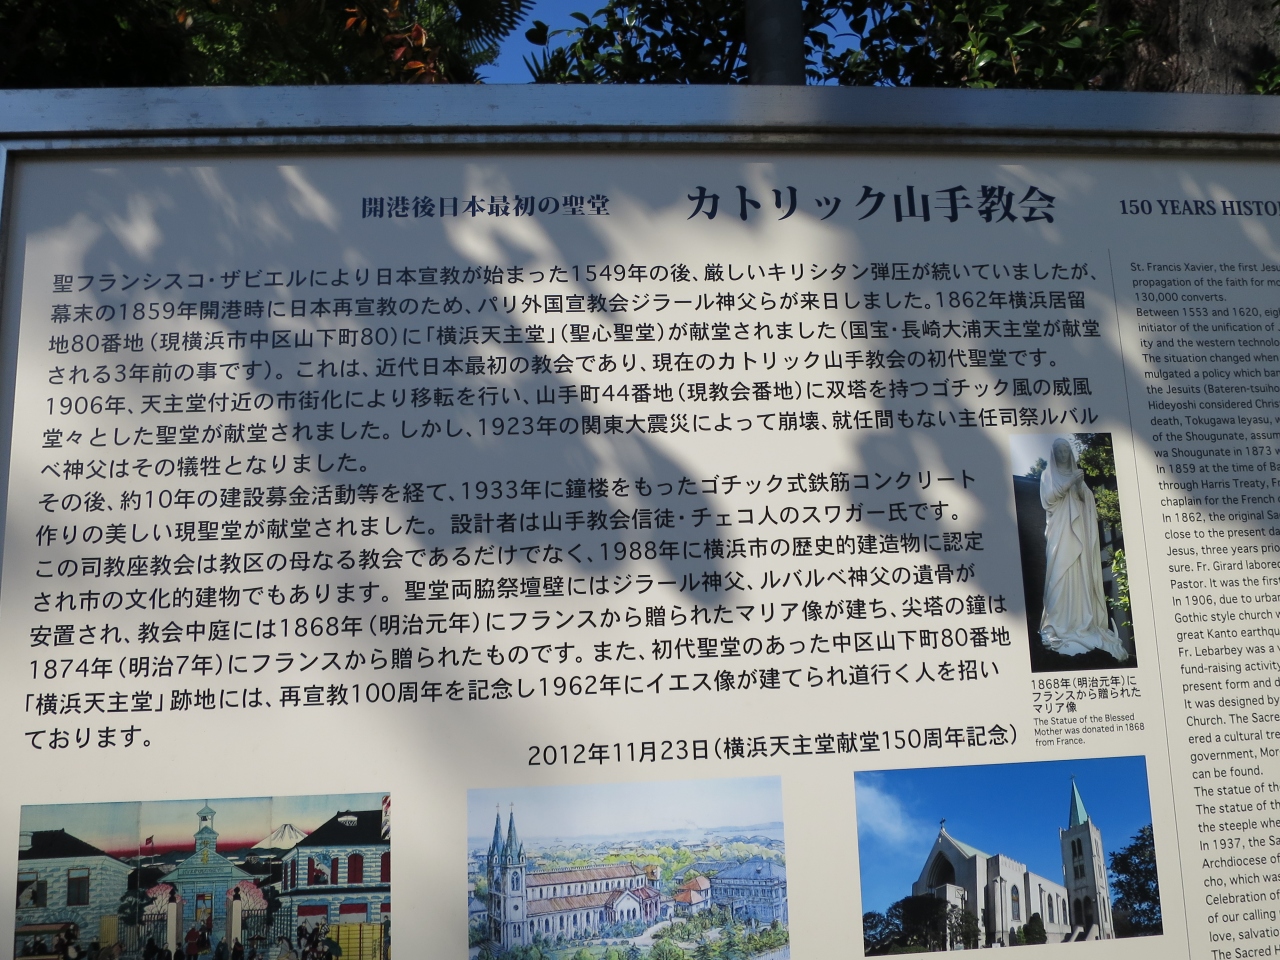 開港後日本最初の聖堂 カトリック山手教会
聖フランシスコ・ザビエルにより日本宣教が始まった1549年の後、厳しいキリシタン弾圧が続いていましたが、
幕末の1859年開港時に日本再宣教のため、パリ外国宣教会ジラール神父らが来日しました。1862年横浜居留
地80番地(現横浜市中区山下町80)に「横浜天主堂」(聖心聖堂)が献堂されました(国宝・長崎大浦天主堂が献堂
される3年前の事です)。これは、近代日本最初の教会であり、現在のカトリック山手教会の初代聖堂です。
1906年、天主堂付近の市街化により移転を行い、山手町44番地(現教会番地)に双塔を持つゴチック風の威風
堂々とした聖堂が献堂されました。しかし、1923年の関東大震災によって崩壊、就任間もない主任司祭ルバル
ベ神父はその犠牲となりました。
その後、約10年の建設募金活動等を経て、1933年に鐘楼をもったゴチック式鉄筋コンクリート
作りの美しい現聖堂が献堂されました。設計者は山手教会信徒・チェコ人のスワガー氏です。
この司教座教会は教区の母なる教会であるだけでなく、1988年に横浜市の歴史的建造物に認定
され市の文化的建物でもあります。聖堂両脇祭壇壁にはジラール神父、ルバルベ神父の遺骨が
安置され、教会中庭には1868年(明治元年)にフランスから贈られたマリア像が建ち、尖塔の鐘は
1874年(明治7年)にフランスから贈られたものです。また、初代聖堂のあった中区山下町80番地
「横浜天主堂」跡地には、再宣教100周年を記念し1962年にイエス像が建てられ道行く人を招い
ております。
2012年11月23日(横浜天主堂献堂150周年記念)
1868年(明治元年)に
フランスから贈られた
マリア像
The Statue of the Blessed
Mother was donated in 1868
from France.
150 YEARS HISTO
St. Francis Xavier, the first Jesu
propagation of the faith for mo
130,000 converts.
Between 1553 and 1620, eig
initiator of the unification of
ity and the western technolo
The situation changed when
mulgated a policy which ban
the Jesuits (Bateren-tsuiho
Hideyoshi considered Chris
death, Tokugawa Ieyasu, w
of the Shougunate, assum
wa Shougunate in 1873 w
In 1859 at the time of Ba
through Harris Treaty, Fr
chaplain for the French
In 1862, the original Sa
close to the present da
Jesus, three years prio
sure. Fr. Girard labored
Pastor. It was the first
In 1906, due to urban
Gothic style church w
great Kanto earthqu
Fr. Lebarbey was a v
fund-raising activity
present form and d
It was designed by
Church. The Sacre
ered a cultural tre
government, Mor
can be found.
The statue of the
The statue of th
the steeple whe
In 1937, the Sa
Archdiocese of
cho, which was
Celebration of
of our calling
love, salvatio
The Sacred H